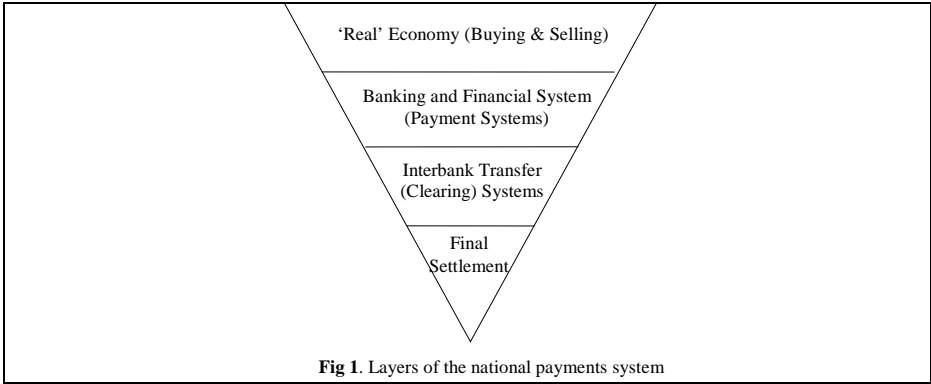 ‘Real’ Economy (Buying & Selling)
Banking and Financial System
(Payment Systems)
Interbank Transfer
(Clearing) Systems
Final
Settlement
Fig 1. Layers of the national payments system